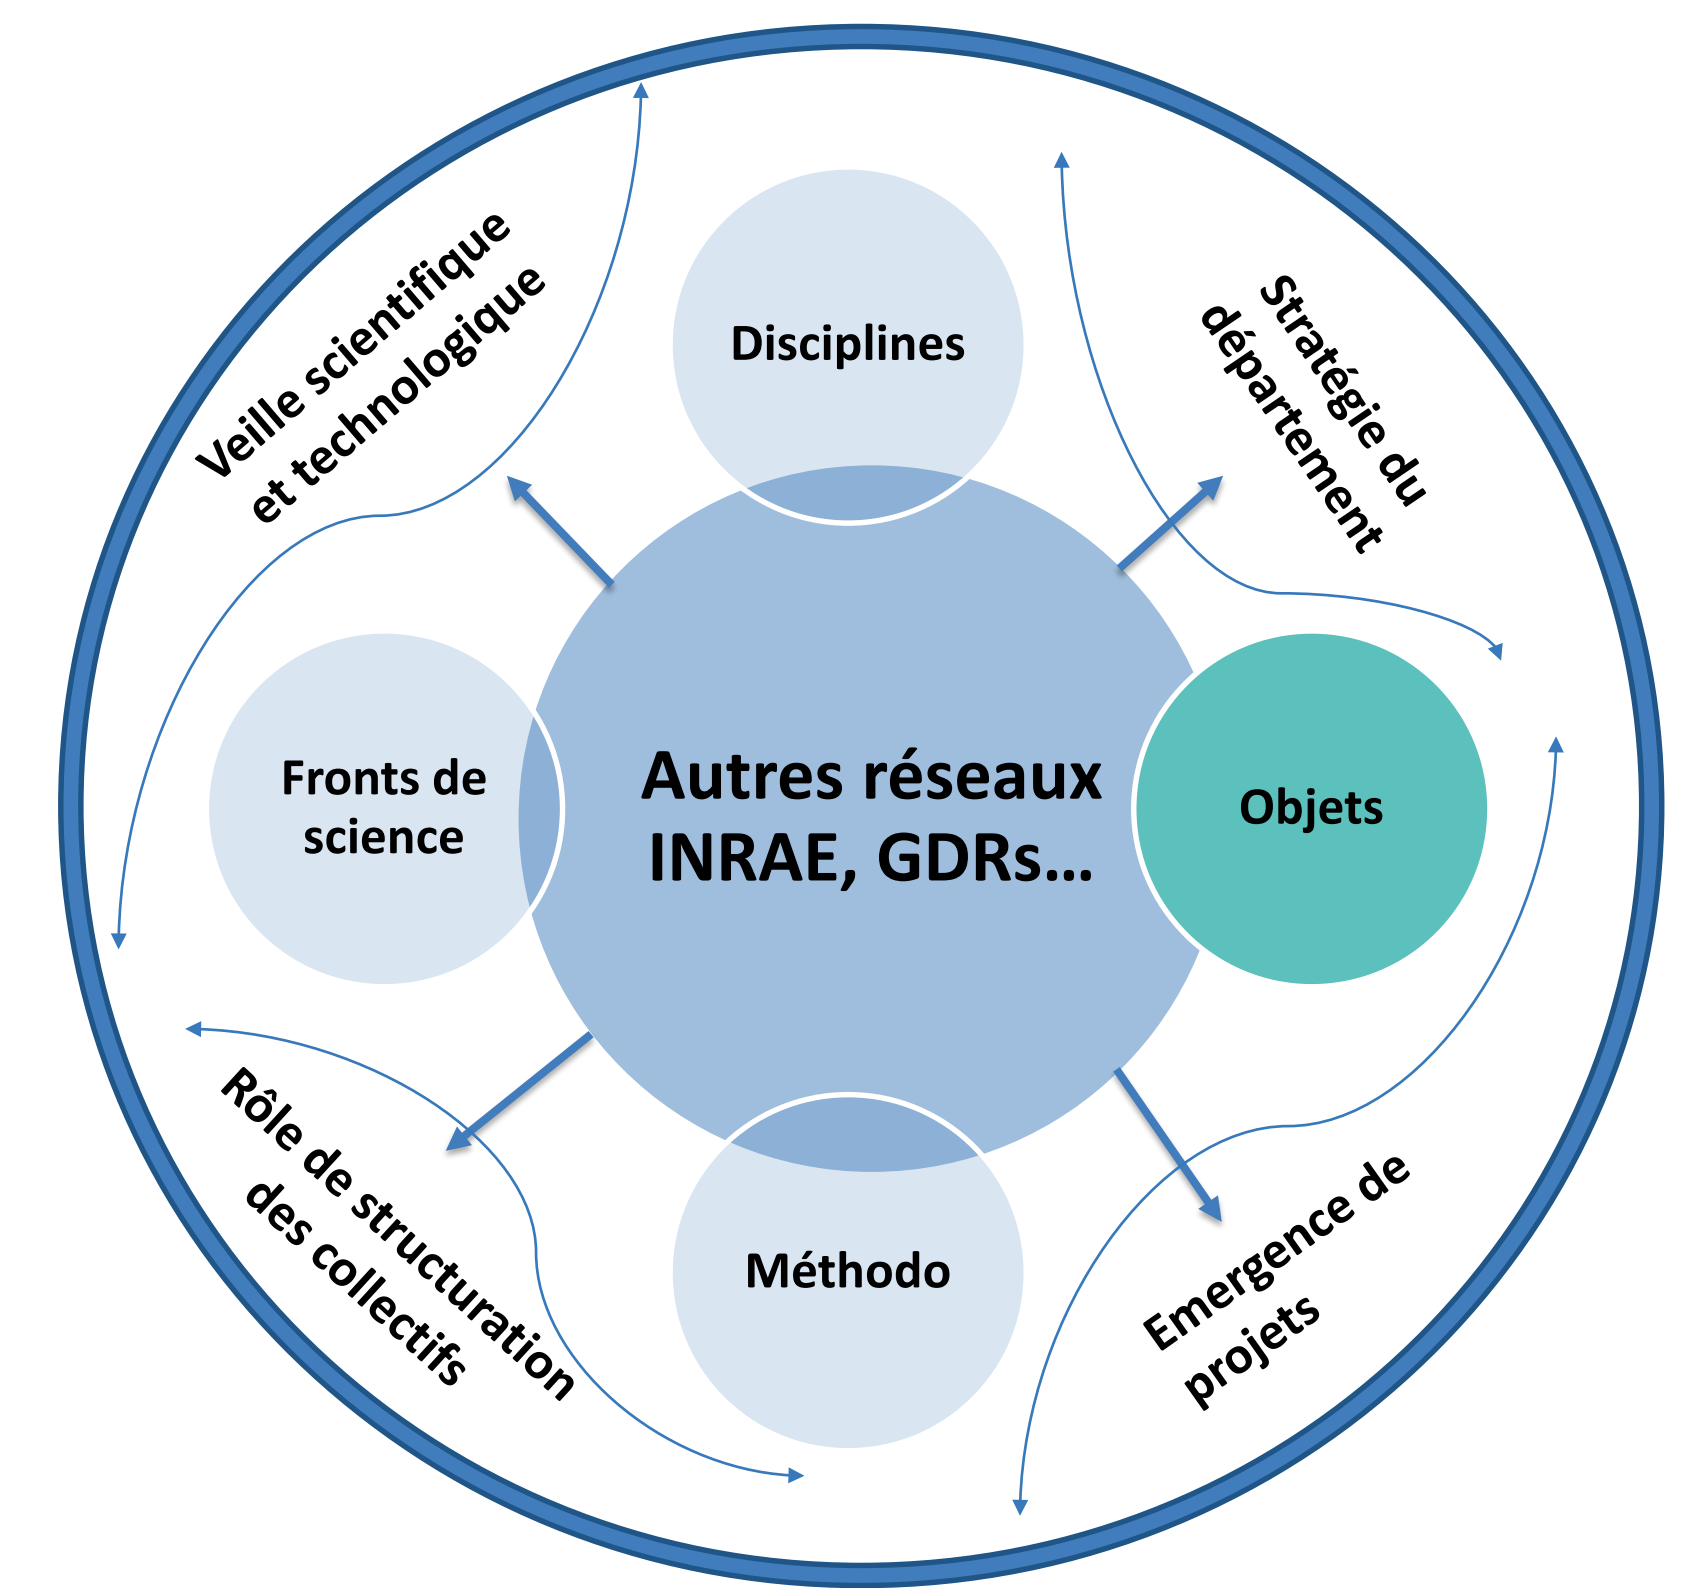 Veille scientifique
et technologique
Disciplines
Stratégie du
département
Fronts de
science
Autres réseaux
INRAE, GDRs...
Objets
Rôle de structuration
des collectifs
Méthodo
Emergence de
projets